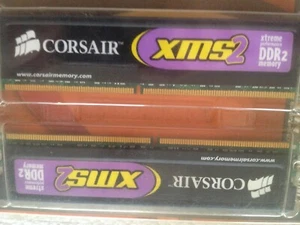 CORSAIR
xms2
xtreme
performance
DDR2
memory
www.corsairmemory.com
www.corsairmemory.com
CORSAIR
xms2
xtreme
performance
DDR2
memory